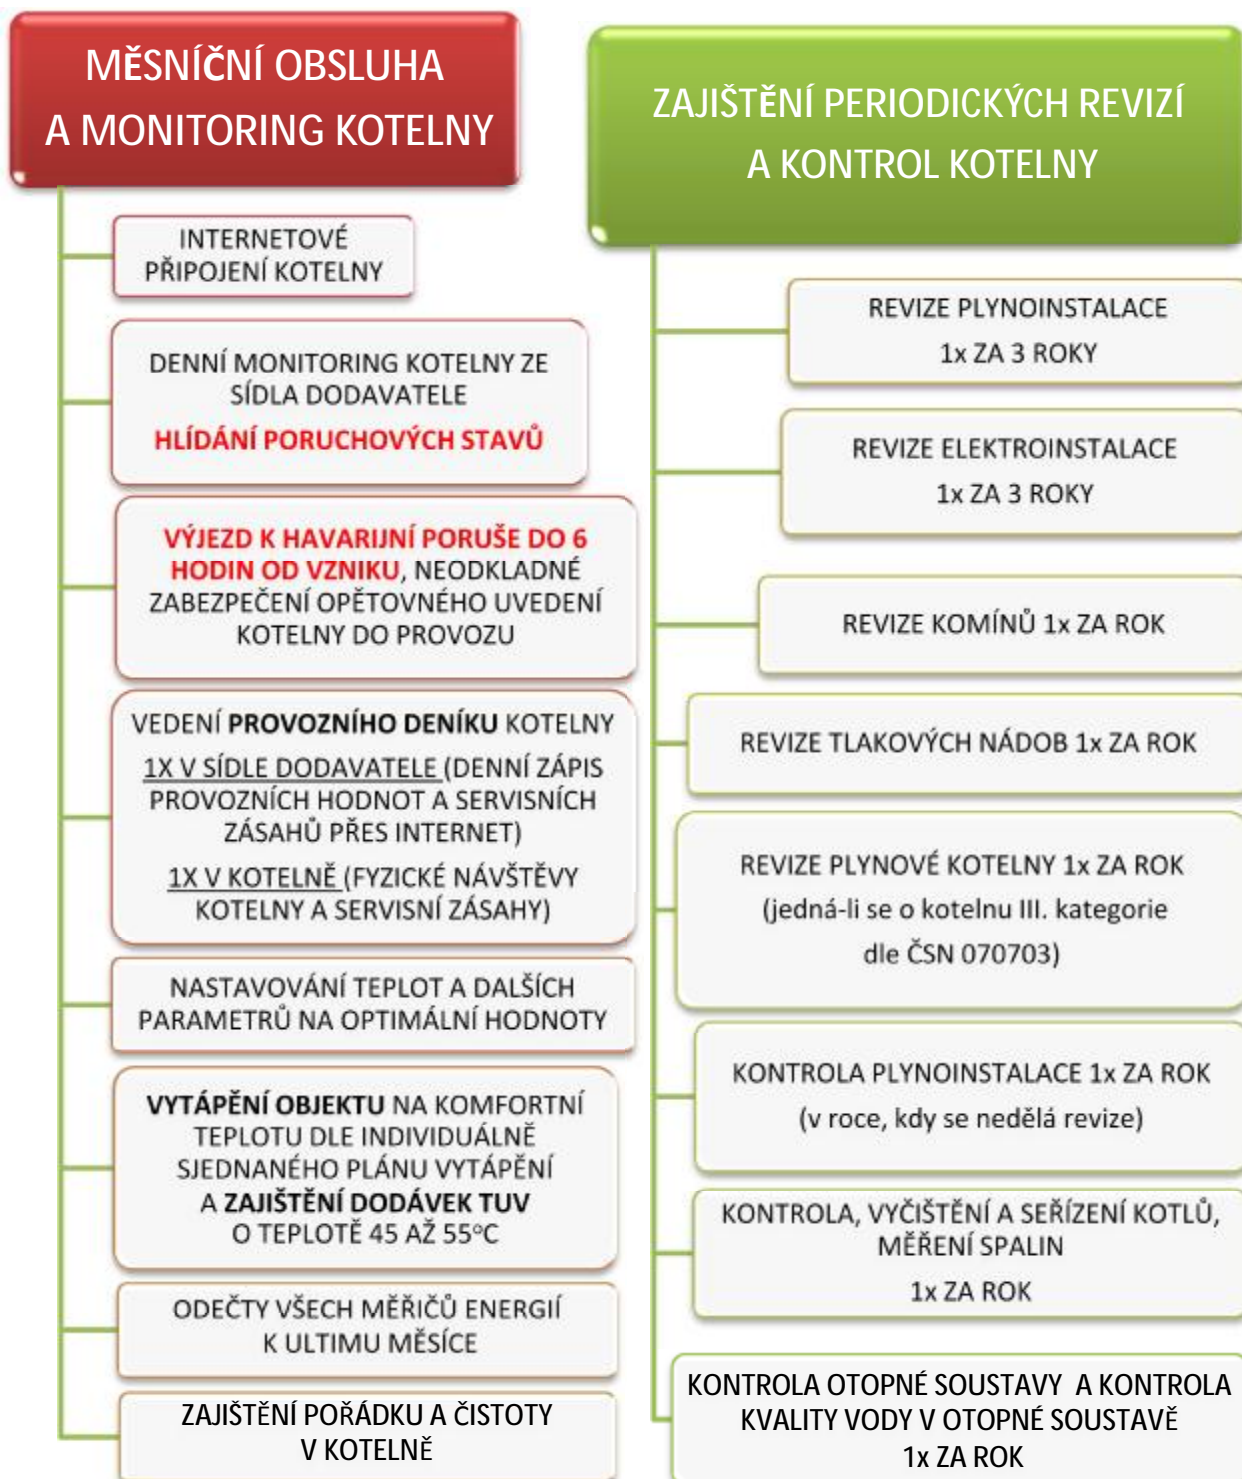 MĚSNÍČNÍ OBSLUHA
A MONITORING KOTELNY
INTERNETOVÉ
PŘIPOJENÍ KOTELNY
DENNÍ MONITORING KOTELNY ZE
SÍDLA DODAVATELE
HLÍDÁNÍ PORUCHOVÝCH STAVŮ
VÝJEZD K HAVARIJNÍ PORUŠE DO 6
HODIN OD VZNIKU, NEODKLADNÉ
ZABEZPEČENÍ OPĚTOVNÉHO UVEDENÍ
KOTELNY DO PROVOZU
VEDENÍ PROVOZNÍHO DENÍKU KOTELNY
1X V SÍDLE DODAVATELE (DENNÍ ZÁPIS
PROVOZNÍCH HODNOT A SERVISNÍCH
ZÁSAHŮ PŘES INTERNET)
1X V KOTELNĚ (FYZICKÉ NÁVŠTĚVY
KOTELNY A SERVISNÍ ZÁSAHY)
NASTAVOVÁNÍ TEPLOT A DALŠÍCH
PARAMETRŮ NA OPTIMÁLNÍ HODNOTY
VYTÁPĚNÍ OBJEKTU NA KOMFORTNÍ
TEPLOTU DLE INDIVIDUÁLNĚ
SJEDNANÉHO PLÁNU VYTÁPĚNÍ
A ZAJIŠTĚNÍ DODÁVEK TUV
O TEPLOTĚ 45 AŽ 55°C
ODEČTY VŠECH MĚŘIČŮ ENERGIÍ
K ULTIMU MĚSÍCE
ZAJIŠTĚNÍ POŘÁDKU A ČISTOTY
V KOTELNĚ
ZAJIŠTĚNÍ PERIODICKÝCH REVIZÍ
A KONTROL KOTELNY
REVIZE PLYNOINSTALACE
1x ZA 3 ROKY
REVIZE ELEKTROINSTALACE
1x ZA 3 ROKY
REVIZE KOMÍNŮ 1x ZA ROK
REVIZE TLAKOVÝCH NÁDOB 1x ZA ROK
REVIZE PLYNOVÉ KOTELNY 1x ZA ROK
(jedná-li se o kotelnu III. kategorie
dle ČSN 070703)
KONTROLA PLYNOINSTALACE 1x ZA ROK
(v roce, kdy se nedělá revize)
KONTROLA, VYČIŠTĚNÍ A SEŘÍZENÍ KOTLŮ,
MĚŘENÍ SPALIN
1x ZA ROK
KONTROLA OTOPNÉ SOUSTAVY A KONTROLA
KVALITY VODY V OTOPNÉ SOUSTAVĚ
1x ZA ROK